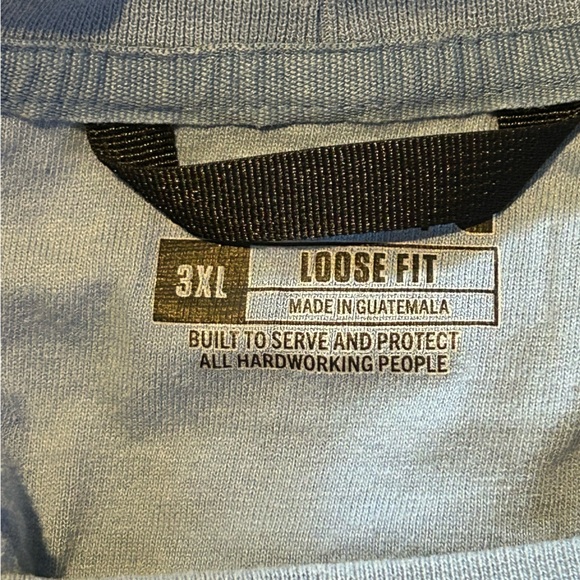 3XL
LOOSE FIT
MADE IN GUATEMALA
BUILT TO SERVE AND PROTECT
ALL HARDWORKING PEOPLE